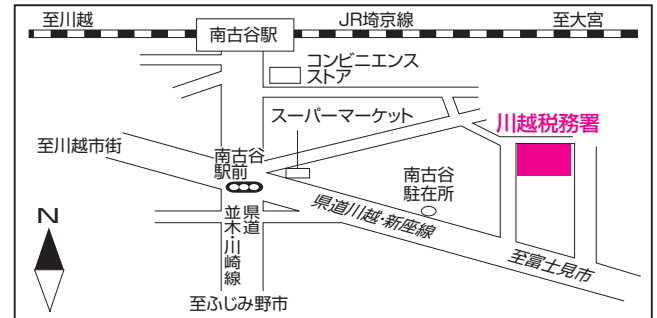 至川越
JR埼京線
至大宮
南古谷駅
コンビニエンス
ストア
スーパーマーケット
川越税務署
至川越市街
南古谷
駅前
南古谷
駐在所
県道川越・新座線
県道
並木・川崎線
至富士見市
至ふじみ野市
N